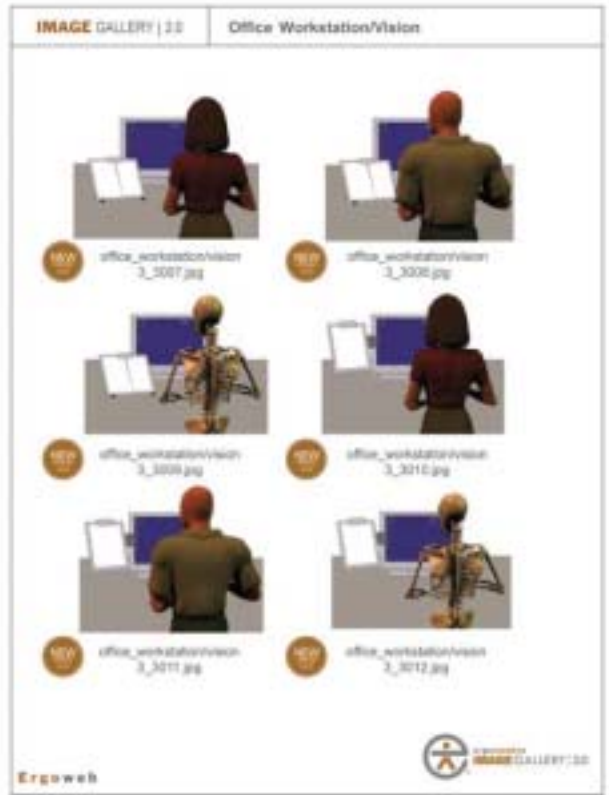 IMAGE GALLERY | 2.0
Office Workstation/Vision
office_workstation/vision
3_3007.jpg
office_workstation/vision
3_3008.jpg
NEW
NEW
office_workstation/vision
3_3009.jpg
office_workstation/vision
3_3010.jpg
NEW
NEW
office_workstation/vision
3_3011.jpg
office_workstation/vision
3_3012.jpg
NEW
NEW
Ergoweb
IMAGE GALLERY | 2.0